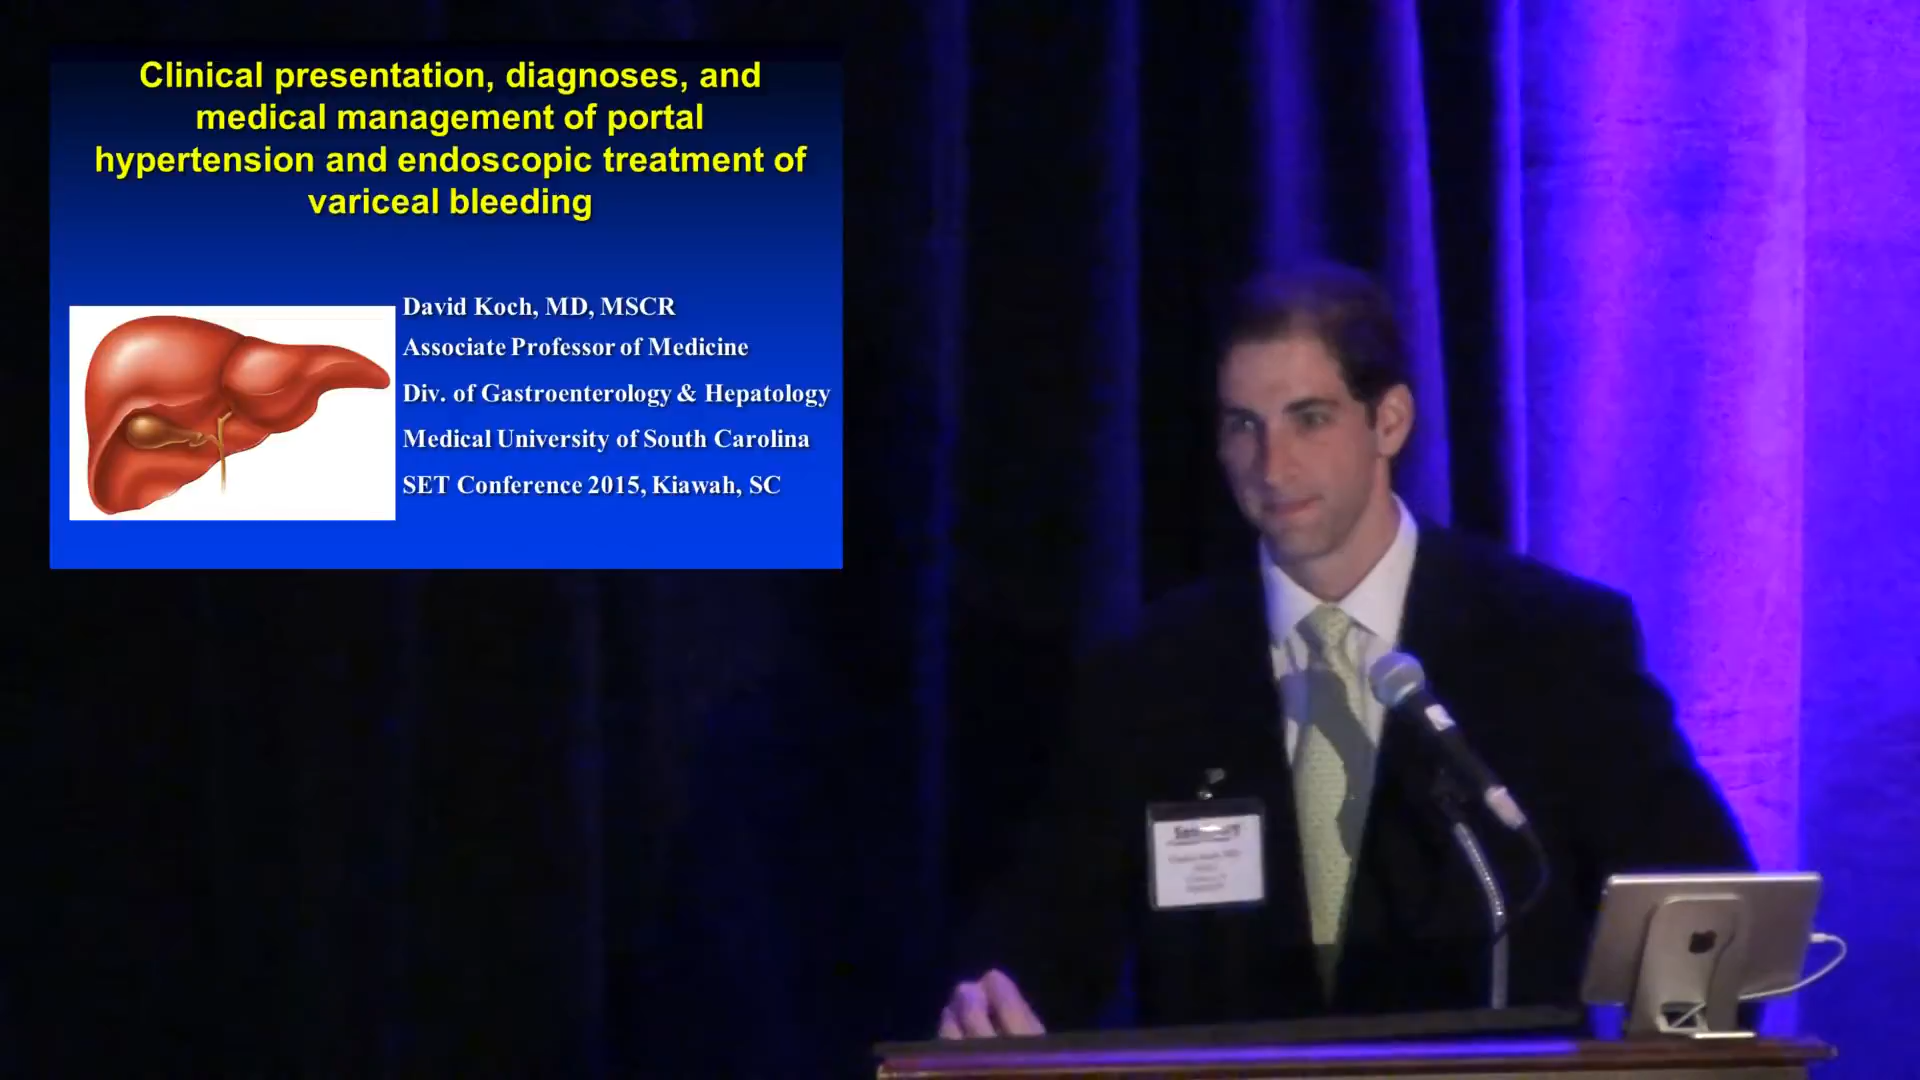 Clinical presentation, diagnoses, and
medical management of portal
hypertension and endoscopic treatment of
variceal bleeding
David Koch, MD, MSCR
Associate Professor of Medicine
Div. of Gastroenterology & Hepatology
Medical University of South Carolina
SET Conference 2015, Kiawah, SC